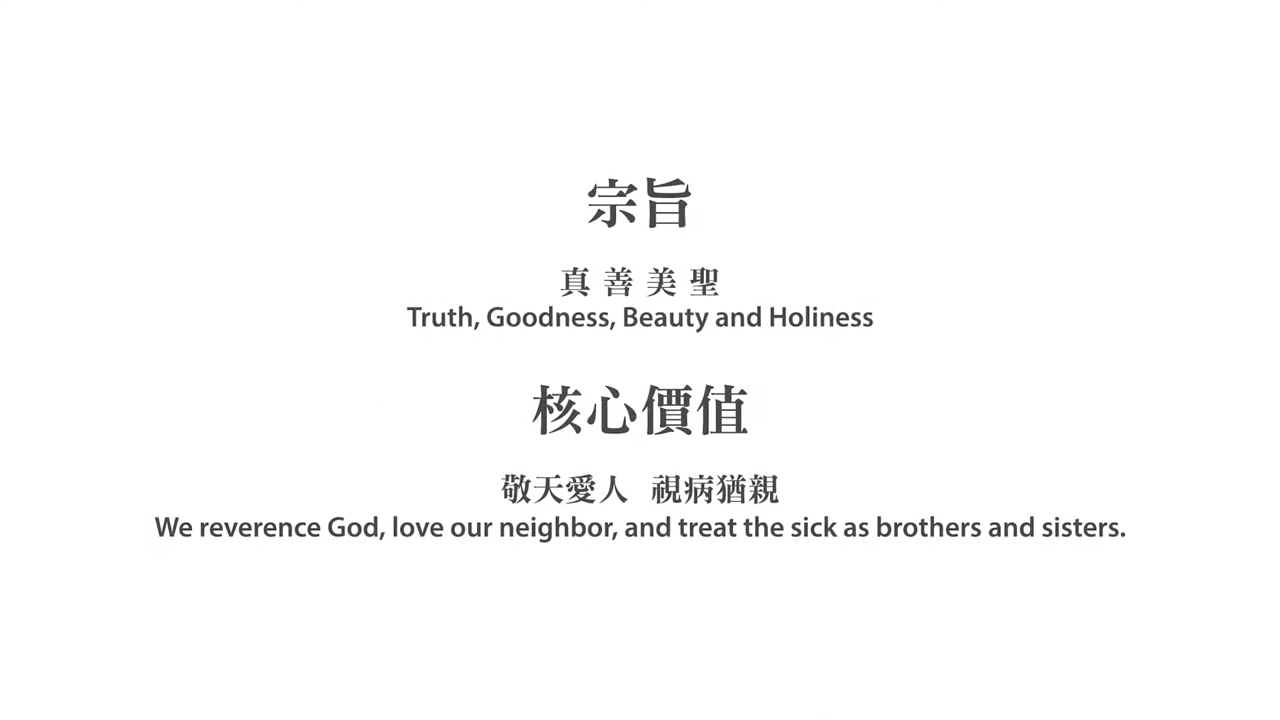 宗旨
真善美聖
Truth, Goodness, Beauty and Holiness
核心價值
敬天愛人 視病猶親
We reverence God, love our neighbor, and treat the sick as brothers and sisters.